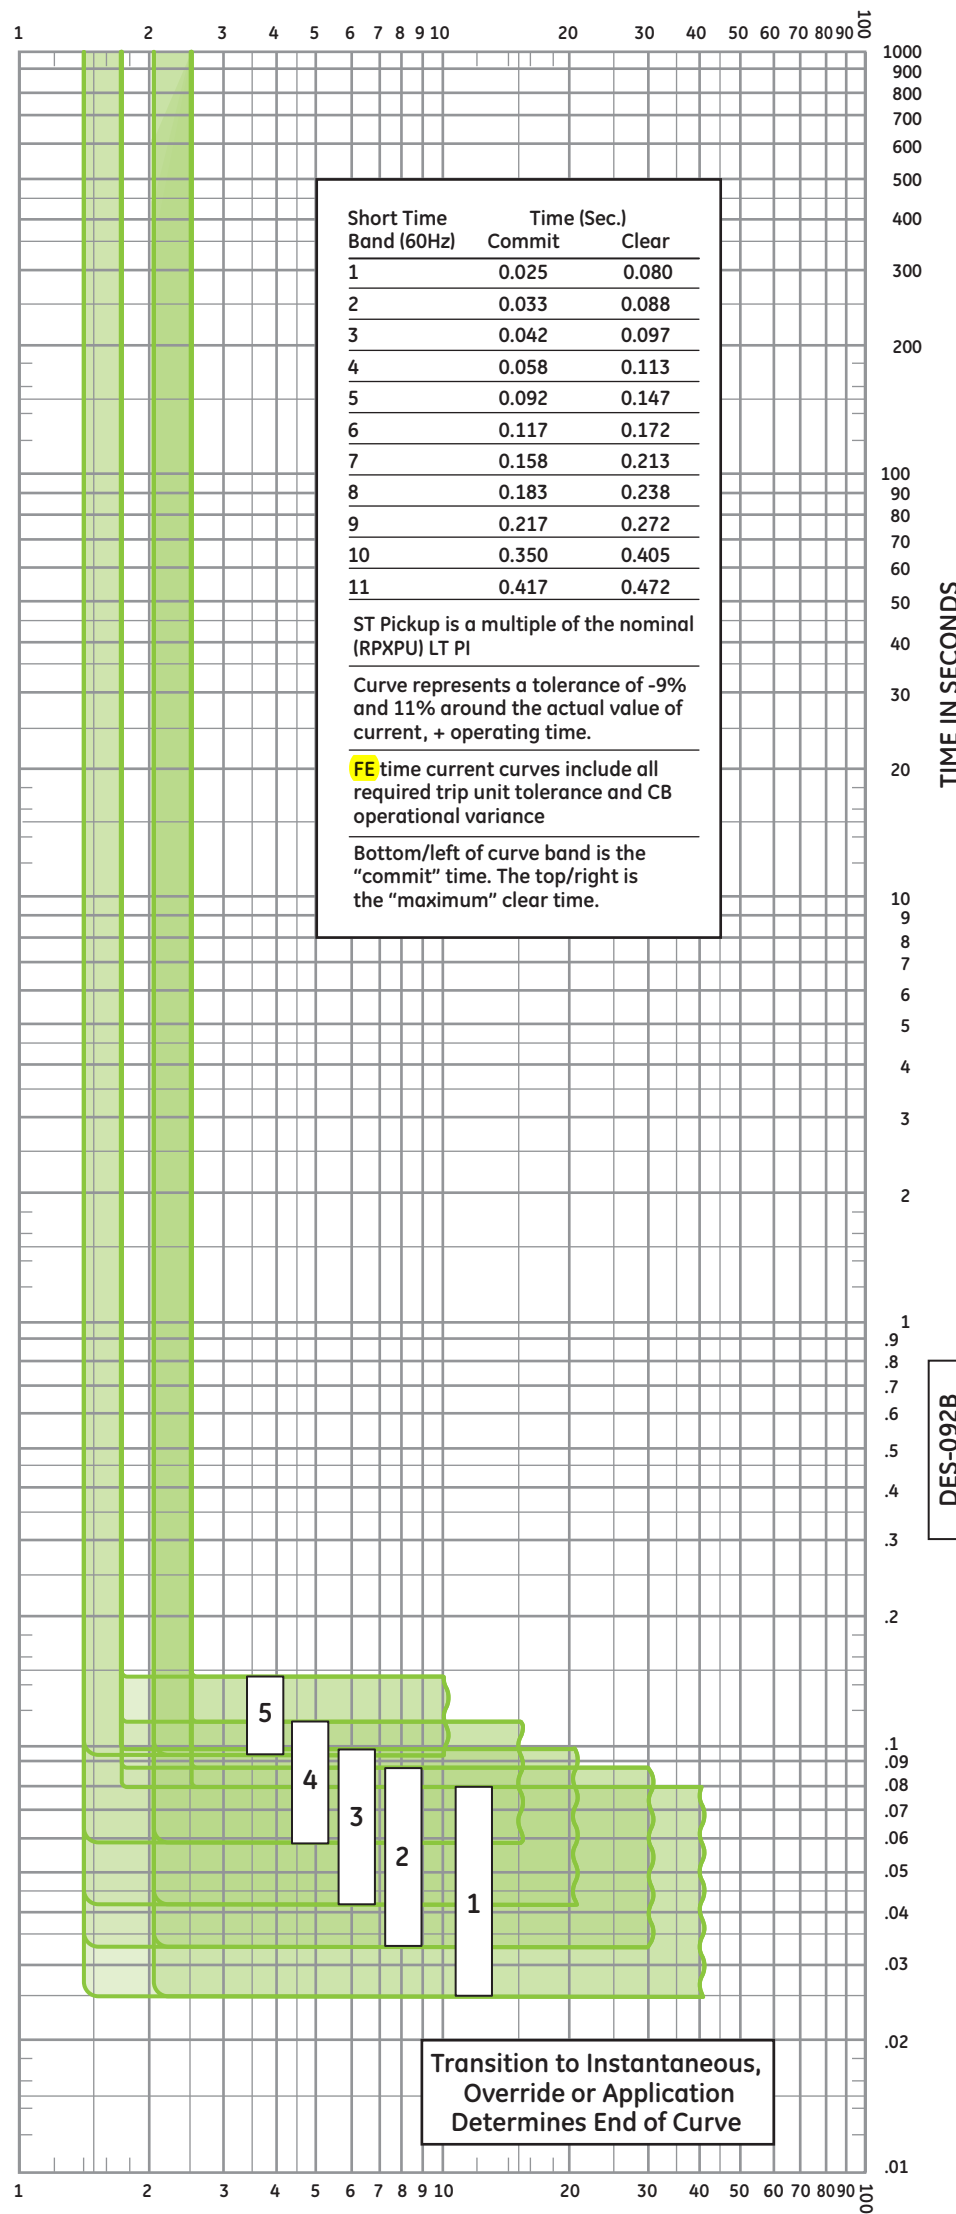 1 2 3 4 5 6 7 8 9 10 20 30 40 50 60 70 80 90 100
1000
900
800
700
600
500
400
300
200
100
90
80
70
60
50
40
30
20
10
9
8
7
6
5
4
3
2
1
.9
.8
.7
.6
.5
.4
.3
.2
.1
.09
.08
.07
.06
.05
.04
.03
.02
.01
TIME IN SECONDS
DES-092B
Short Time Time (Sec.)
Band (60Hz) Commit Clear
1 0.025 0.080
2 0.033 0.088
3 0.042 0.097
4 0.058 0.113
5 0.092 0.147
6 0.117 0.172
7 0.158 0.213
8 0.183 0.238
9 0.217 0.272
10 0.350 0.405
11 0.417 0.472
ST Pickup is a multiple of the nominal
(RPXPU) LT PI
Curve represents a tolerance of -9%
and 11% around the actual value of
current, + operating time.
FE time current curves include all
required trip unit tolerance and CB
operational variance
Bottom/left of curve band is the
“commit” time. The top/right is
the “maximum” clear time.
5
4
3
2
1
Transition to Instantaneous,
Override or Application
Determines End of Curve
1 2 3 4 5 6 7 8 9 10 20 30 40 50 60 70 80 90 100